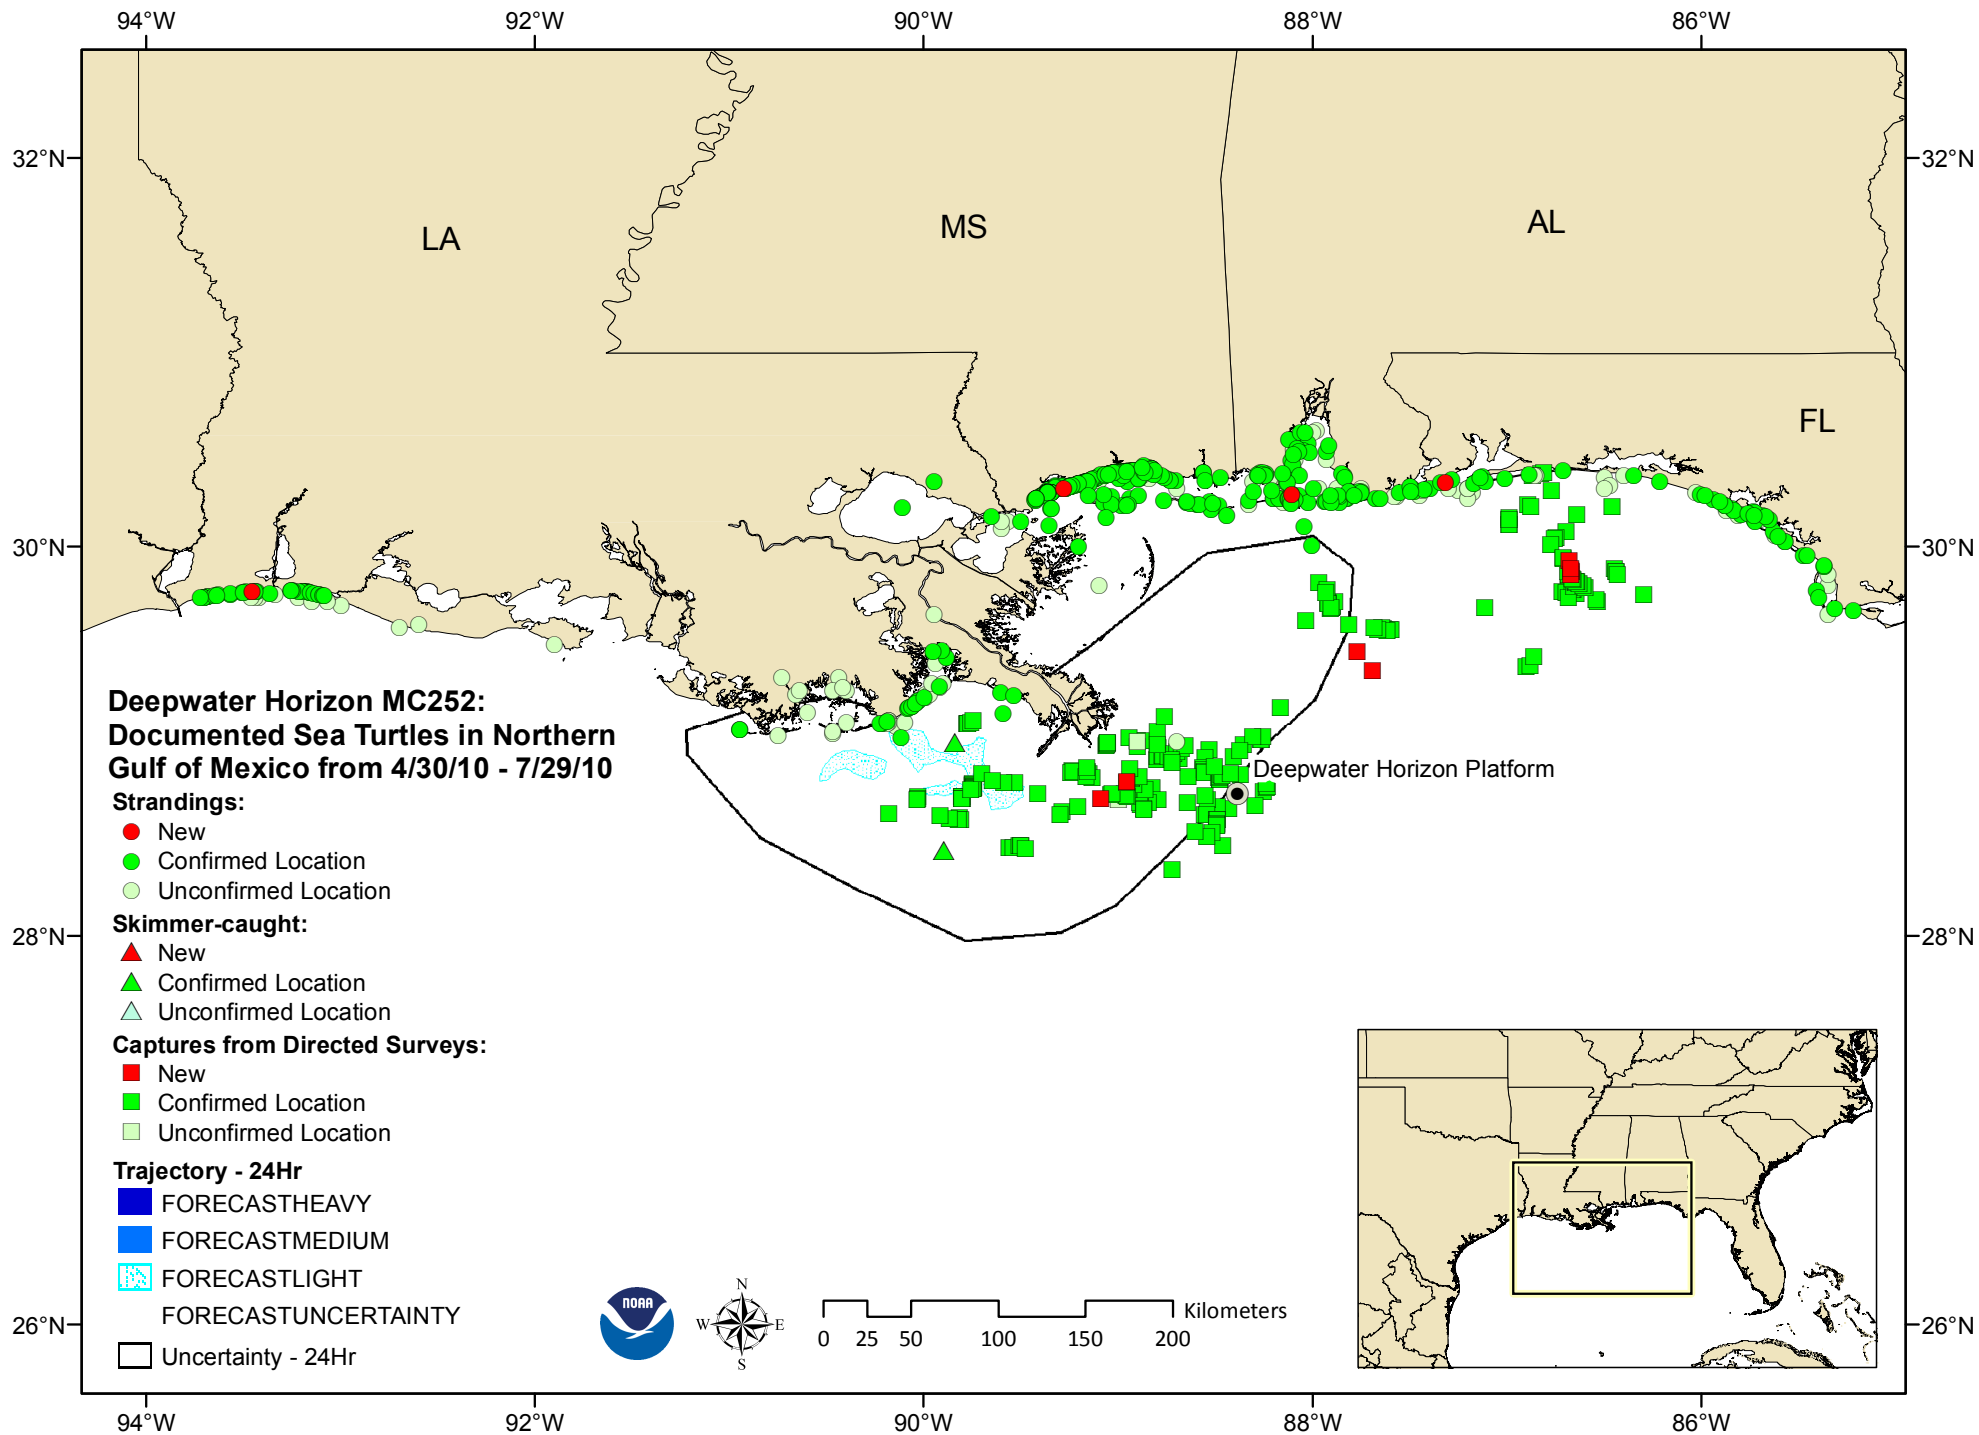 94°W 92°W 90°W 88°W 86°W
32°N 32°N
LA MS AL
FL
30°N 30°N
Deepwater Horizon MC252:
Documented Sea Turtles in Northern
Gulf of Mexico from 4/30/10 - 7/29/10
Deepwater Horizon Platform
Strandings:
New
Confirmed Location
Unconfirmed Location
Skimmer-caught:
28°N 28°N
New
Confirmed Location
Unconfirmed Location
Captures from Directed Surveys:
New
Confirmed Location
Unconfirmed Location
Trajectory - 24Hr
FORECASTHEAVY
FORECASTMEDIUM
FORECASTLIGHT
FORECASTUNCERTAINTY
Uncertainty - 24Hr
NOAA
N
W E
S
Kilometers
0 25 50 100 150 200
26°N 26°N
94°W 92°W 90°W 88°W 86°W